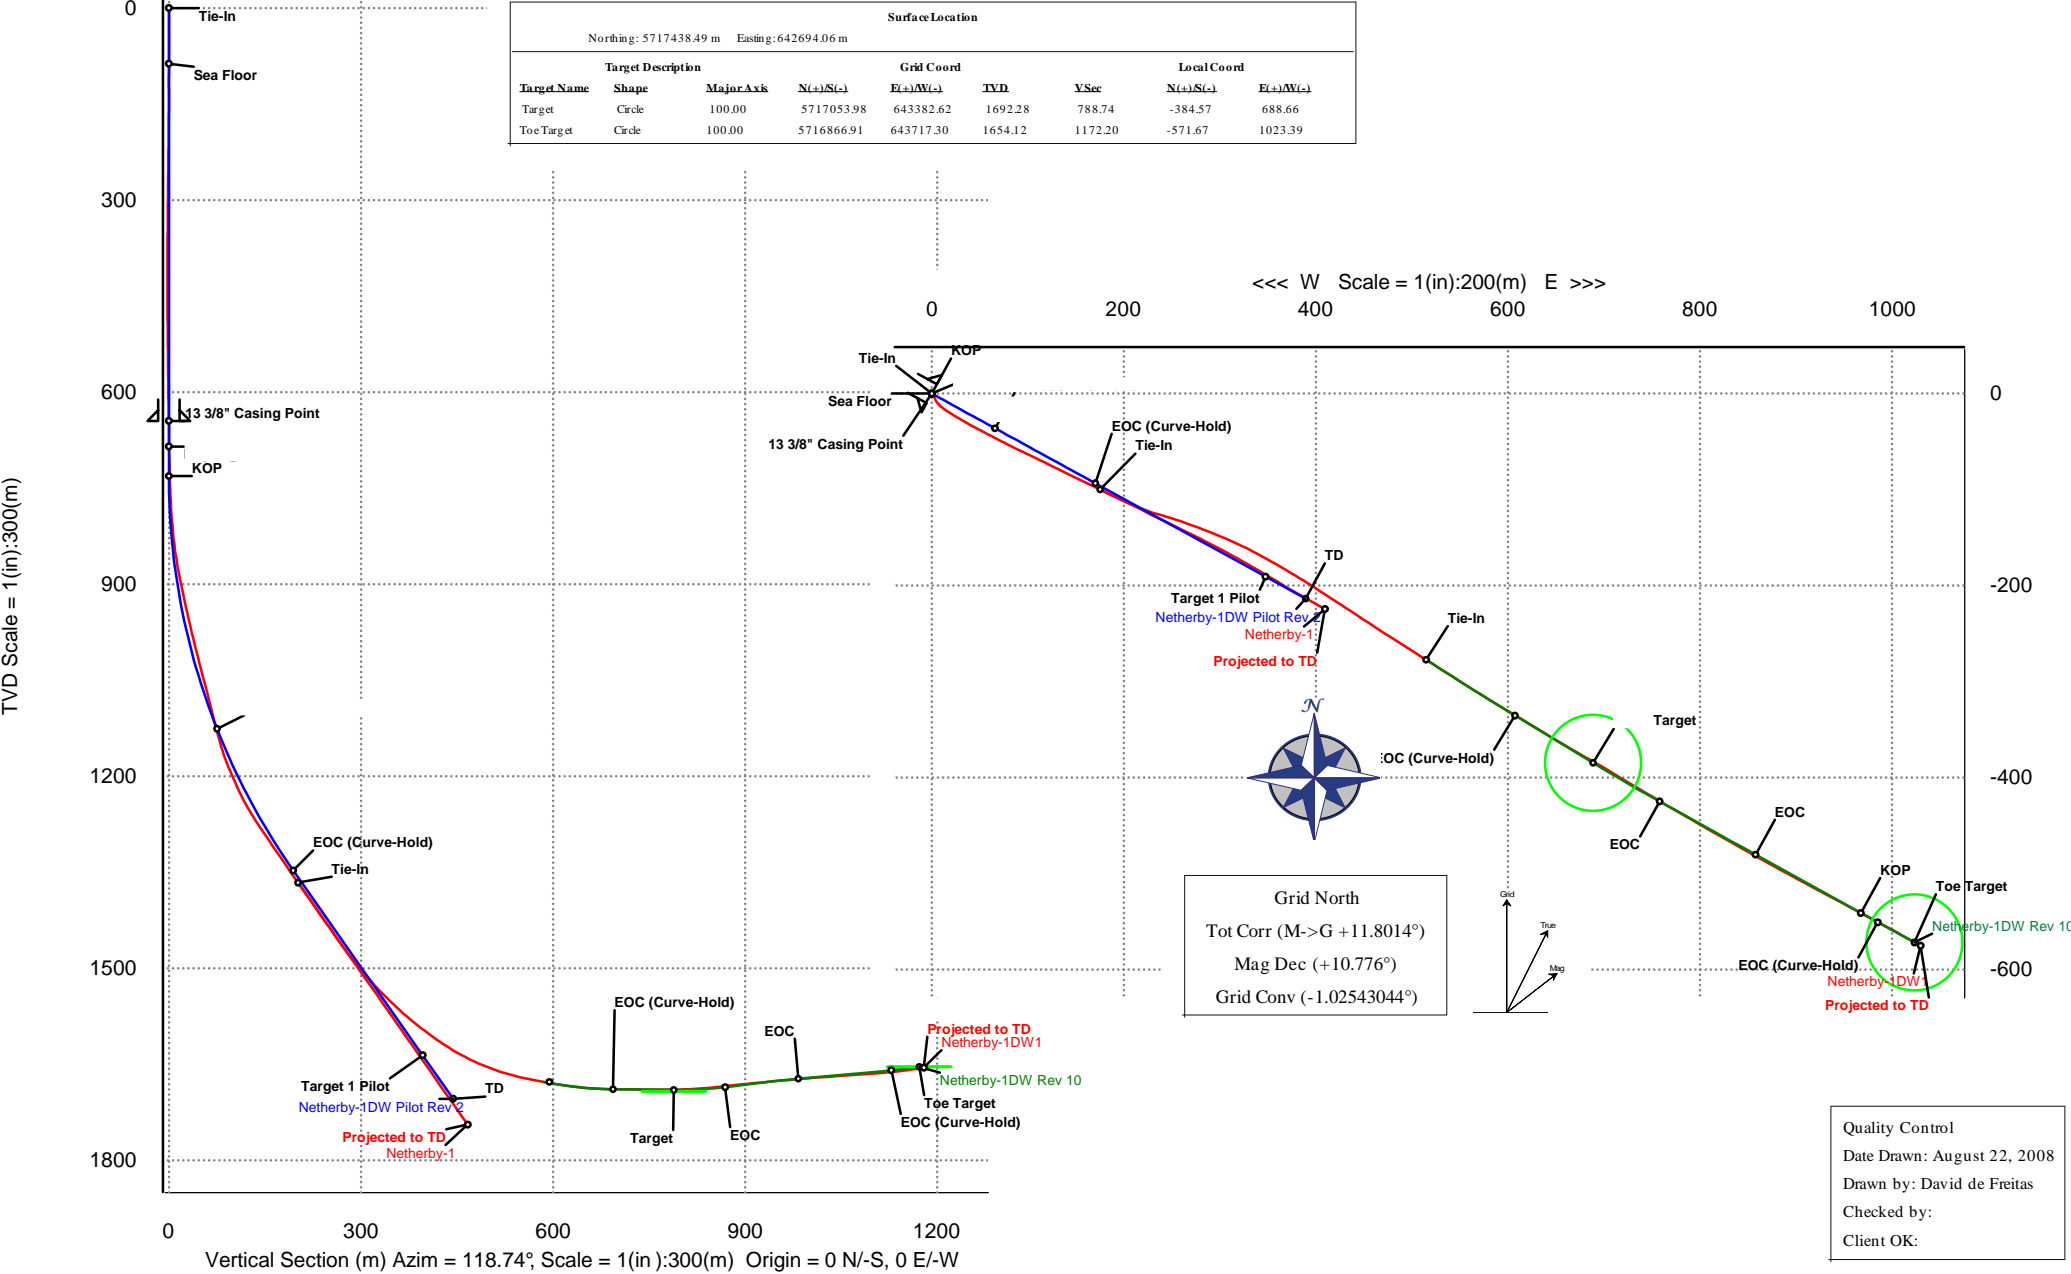 Surface Location
Northing: 5717438.49 m Easting: 642694.06 m
Target Description Grid Coord Local Coord
Target Name Shape Major Axis N(+)/S(-) E(+)/W(-) TVD VSec N(+)/S(-) E(+)/W(-)
Target Circle 100.00 5717053.98 643382.62 1692.28 788.74 -384.57 688.66
Toe Target Circle 100.00 5716866.91 643717.30 1654.12 1172.20 -571.67 1023.39
TVD Scale = 1(in):300(m)
0
300
600
900
1200
1500
1800
Tie-In
Sea Floor
13 3/8" Casing Point
KOP
EOC (Curve-Hold)
Tie-In
Target 1 Pilot
TD
Netherby-1DW Pilot Rev 2
Projected to TD
Netherby-1
EOC (Curve-Hold)
Target
EOC
EOC
Projected to TD
Netherby-1DW1
Netherby-1DW Rev 10
Toe Target
EOC (Curve-Hold)
0 300 600 900 1200
Vertical Section (m) Azim = 118.74°, Scale = 1(in):300(m) Origin = 0 N/-S, 0 E/-W
<<< W Scale = 1(in):200(m) E >>>
0 200 400 600 800 1000
0
-200
-400
-600
Tie-In
KOP
Sea Floor
13 3/8" Casing Point
EOC (Curve-Hold)
Tie-In
TD
Target 1 Pilot
Netherby-1DW Pilot Rev 2
Netherby-1
Projected to TD
Tie-In
EOC (Curve-Hold)
Target
EOC
EOC
KOP
Toe Target
Netherby-1DW Rev 10
EOC (Curve-Hold)
Netherby-1DW1
Projected to TD
N
Grid North
Tot Corr (M->G +11.8014°)
Mag Dec (+10.776°)
Grid Conv (-1.02543044°)
Grid
True
Mag
Quality Control
Date Drawn: August 22, 2008
Drawn by: David de Freitas
Checked by:
Client OK: